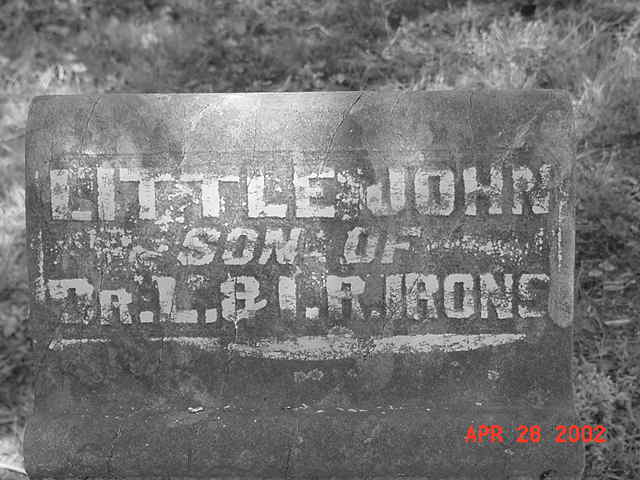 LITTLE JOHN
SON OF
DR. L. & I. R. IRONS
APR 28 2002